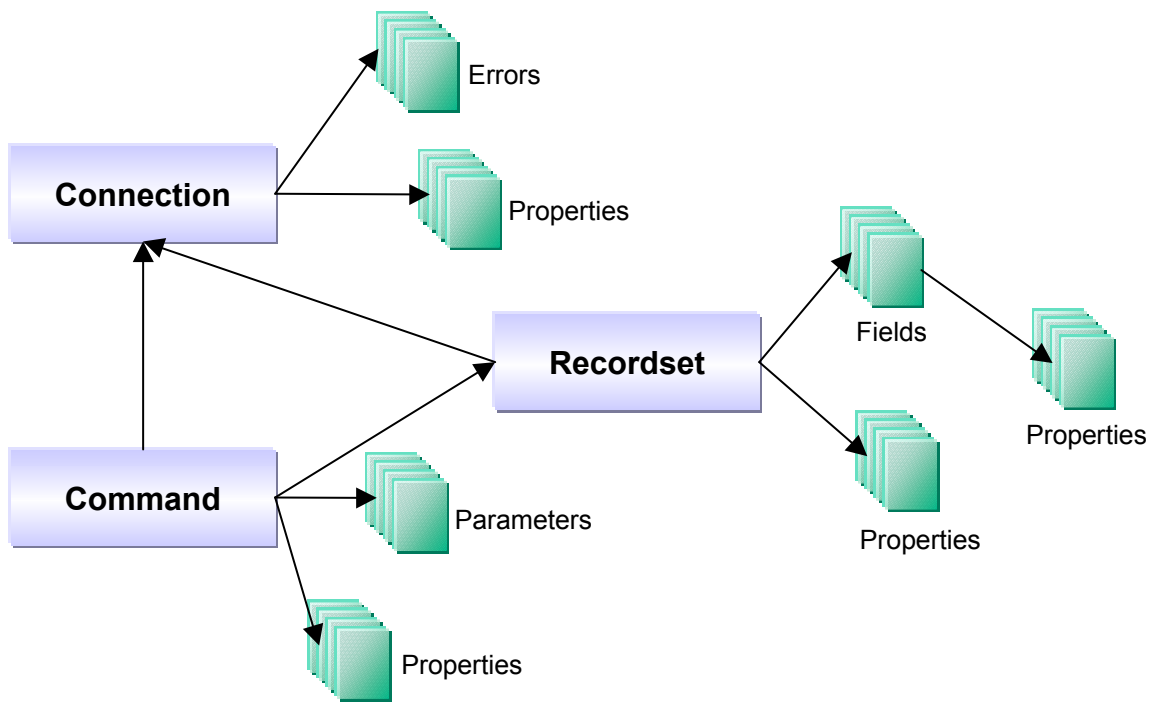 Errors
Connection
Properties
Fields
Recordset
Properties
Command
Parameters
Properties
Properties